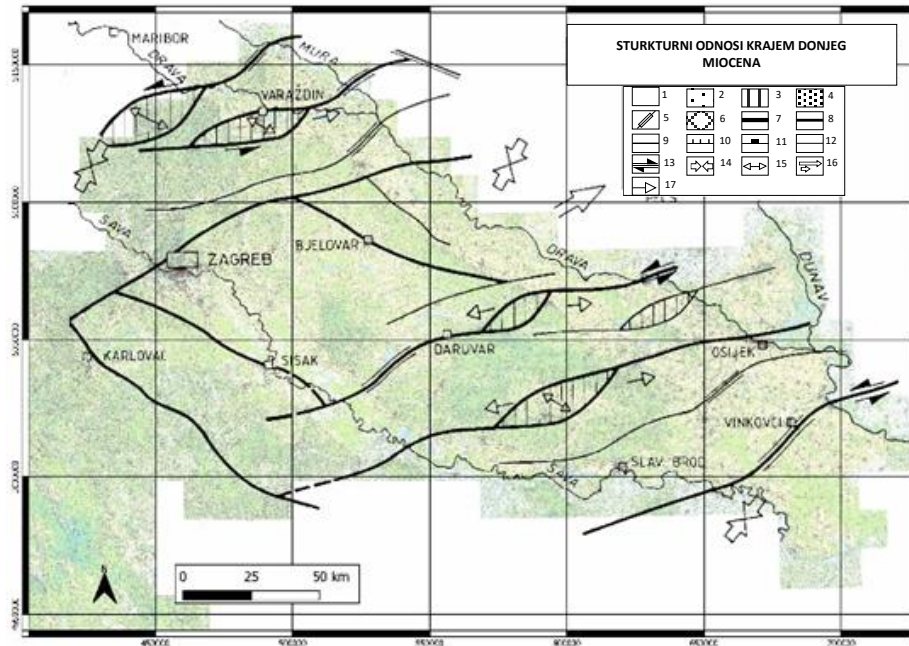 STURKTURNI ODNOSI KRAJEM DONJEG
MIOCENA
1 2 3 4
5 6 7 8
9 10 11 12
13 14 15 16
17
MARIBOR
MURA
DRAVA
VARAŽDIN
SAVA
ZAGREB
BJELOVAR
DRAVA
DUNAV
KARLOVAC
SISAK
DARUVAR
OSIJEK
VINKOVCI
SLAV. BROD
SAVA
0 25 50 km